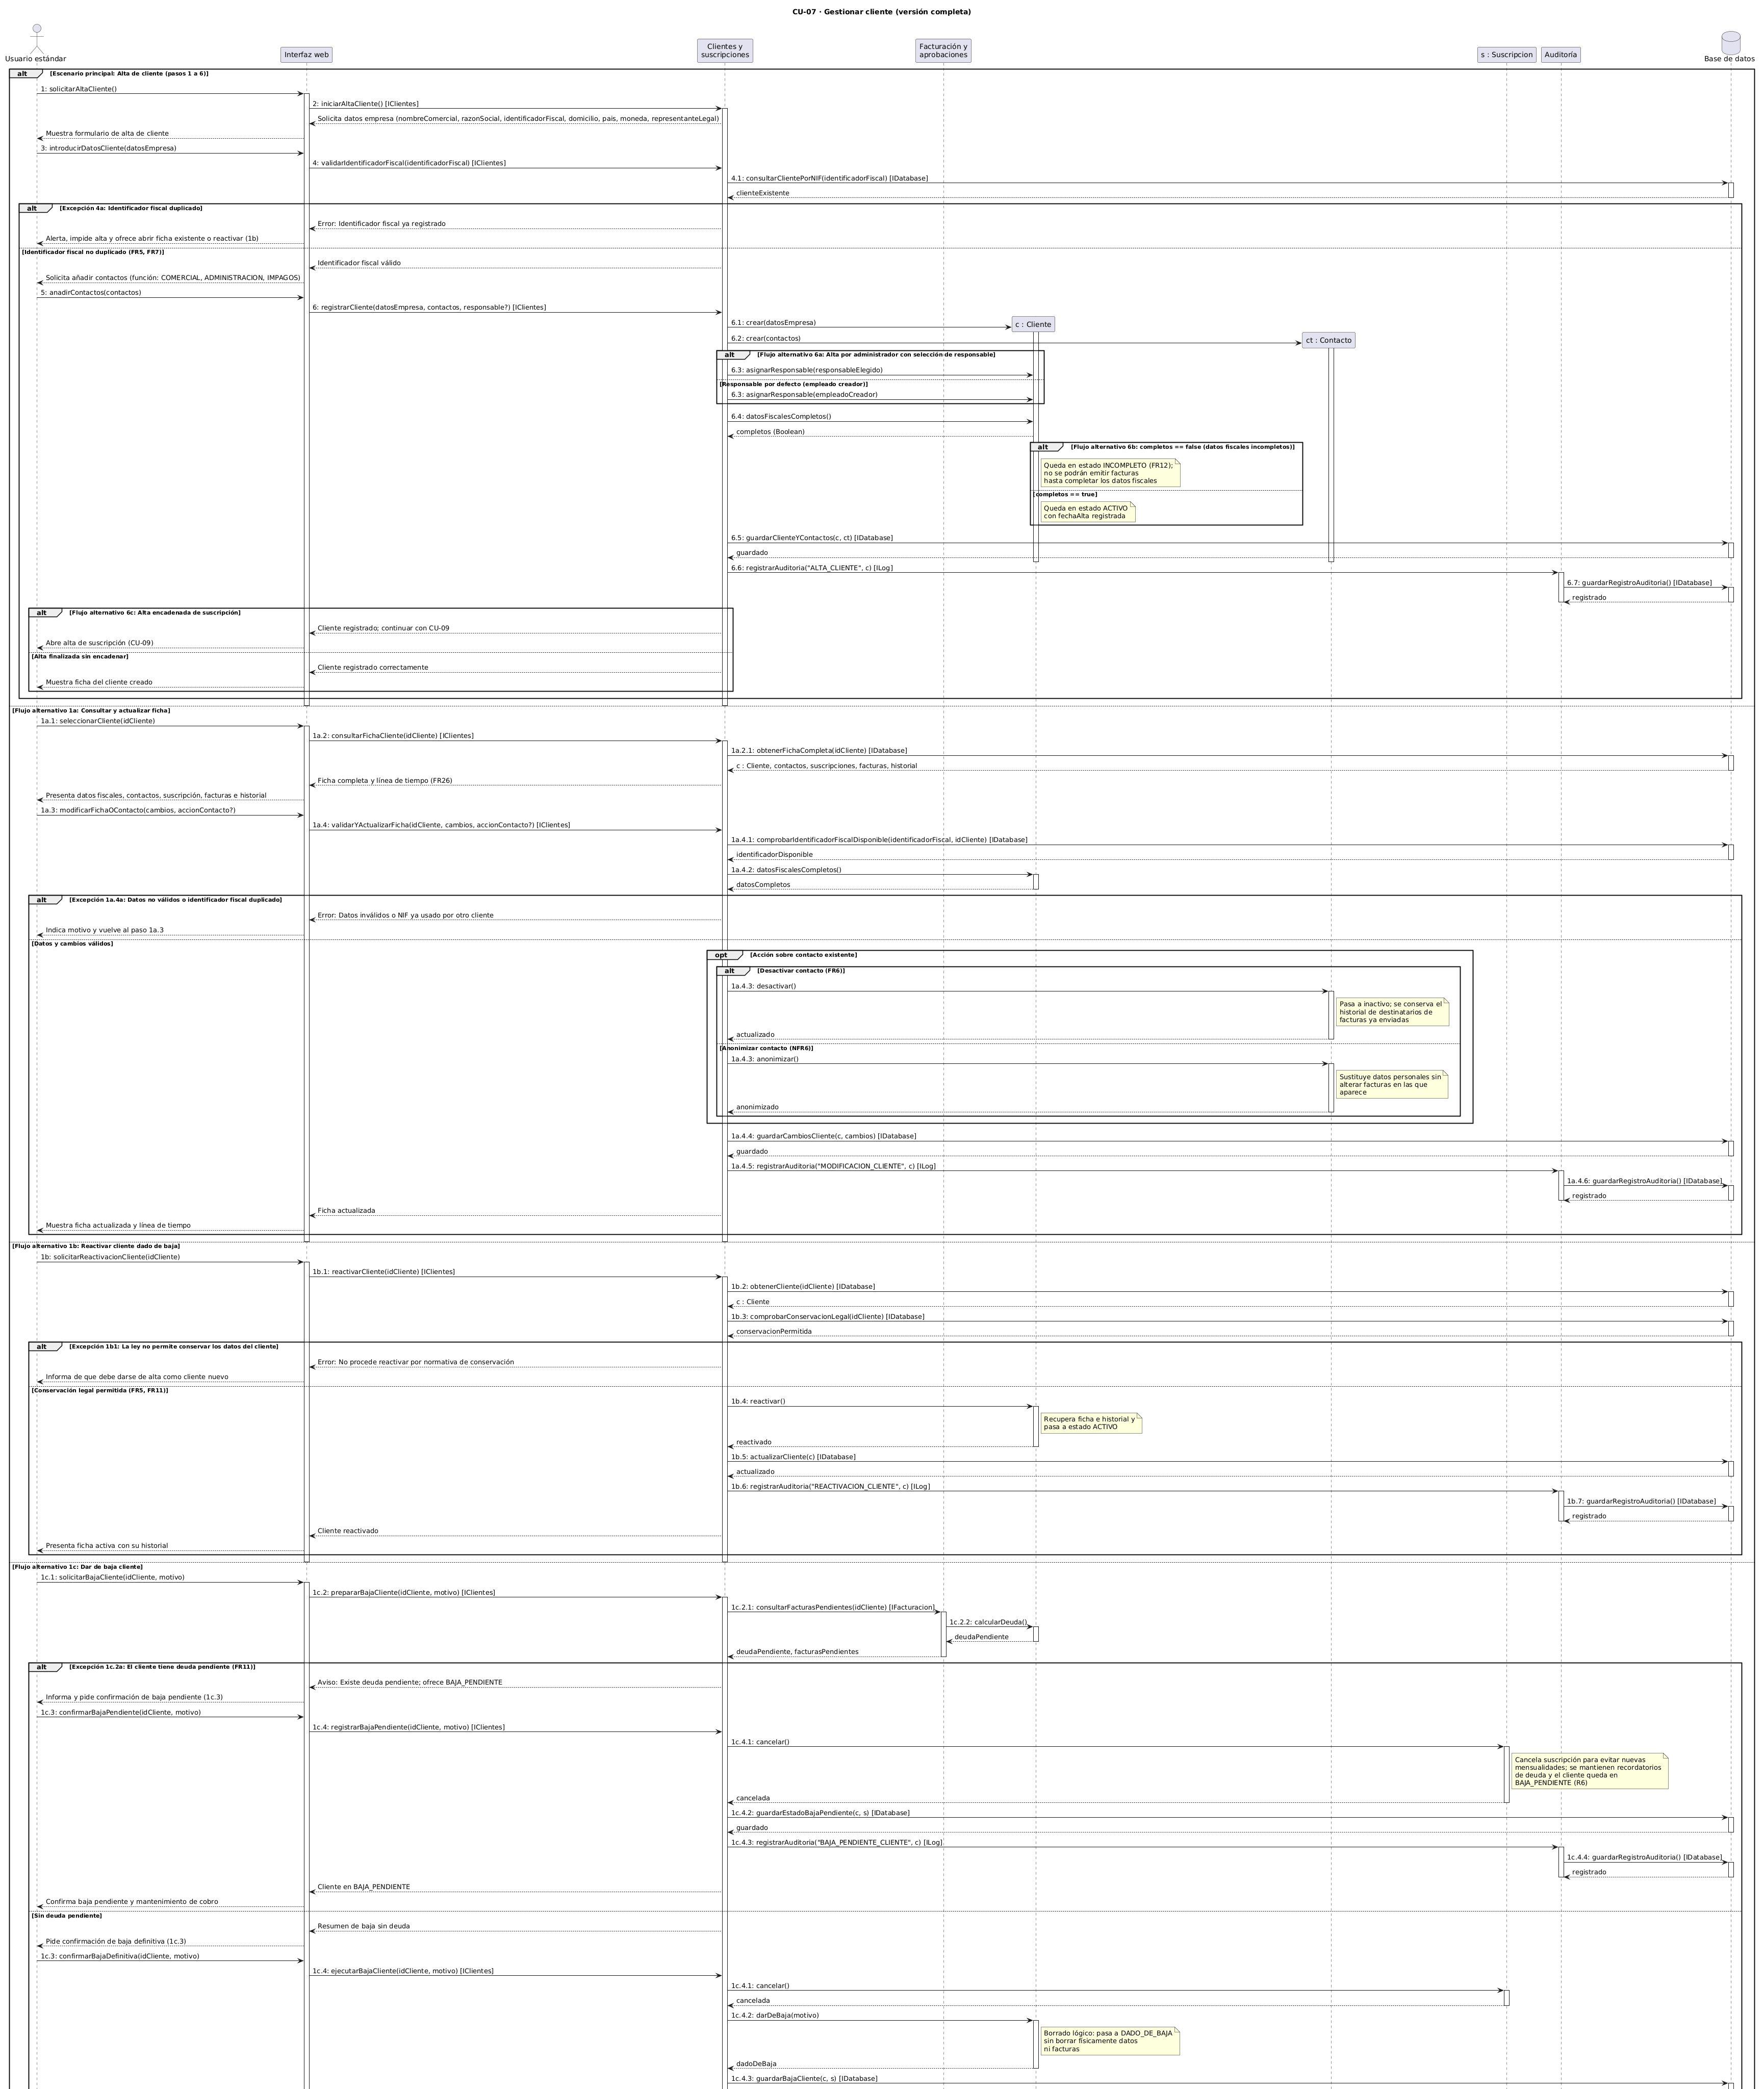 CU-07 · Gestionar cliente (versión completa)
Usuario estándar
Interfaz web
Clientes y
suscripciones
Facturación y
aprobaciones
s : Suscripcion
Auditoría
Base de datos
alt [Escenario principal: Alta de cliente (pasos 1 a 6)]
1: solicitarAltaCliente()
2: iniciarAltaCliente() [IClientes]
Solicita datos empresa (nombreComercial, razonSocial, identificadorFiscal, domicilio, pais, moneda, representanteLegal)
Muestra formulario de alta de cliente
3: introducirDatosCliente(datosEmpresa)
4: validarIdentificadorFiscal(identificadorFiscal) [IClientes]
4.1: consultarClientePorNIF(identificadorFiscal) [IDatabase]
clienteExistente
alt [Excepción 4a: Identificador fiscal duplicado]
Error: Identificador fiscal ya registrado
Alerta, impide alta y ofrece abrir ficha existente o reactivar (1b)
[Identificador fiscal no duplicado (FR5, FR7)]
Identificador fiscal válido
Solicita añadir contactos (función: COMERCIAL, ADMINISTRACION, IMPAGOS)
5: anadirContactos(contactos)
6: registrarCliente(datosEmpresa, contactos, responsable?) [IClientes]
6.1: crear(datosEmpresa)
c : Cliente
6.2: crear(contactos)
ct : Contacto
alt [Flujo alternativo 6a: Alta por administrador con selección de responsable]
6.3: asignarResponsable(responsableElegido)
[Responsable por defecto (empleado creador)]
6.3: asignarResponsable(empleadoCreador)
6.4: datosFiscalesCompletos()
completos (Boolean)
alt [Flujo alternativo 6b: completos == false (datos fiscales incompletos)]
Queda en estado INCOMPLETO (FR12);
no se podrán emitir facturas
hasta completar los datos fiscales
[completos == true]
Queda en estado ACTIVO
con fechaAlta registrada
6.5: guardarClienteYContactos(c, ct) [IDatabase]
guardado
6.6: registrarAuditoria("ALTA_CLIENTE", c) [ILog]
6.7: guardarRegistroAuditoria() [IDatabase]
registrado
alt [Flujo alternativo 6c: Alta encadenada de suscripción]
Cliente registrado; continuar con CU-09
Abre alta de suscripción (CU-09)
[Alta finalizada sin encadenar]
Cliente registrado correctamente
Muestra ficha del cliente creado
[Flujo alternativo 1a: Consultar y actualizar ficha]
1a.1: seleccionarCliente(idCliente)
1a.2: consultarFichaCliente(idCliente) [IClientes]
1a.2.1: obtenerFichaCompleta(idCliente) [IDatabase]
c : Cliente, contactos, suscripciones, facturas, historial
Ficha completa y línea de tiempo (FR26)
Presenta datos fiscales, contactos, suscripción, facturas e historial
1a.3: modificarFichaOContacto(cambios, accionContacto?)
1a.4: validarYActualizarFicha(idCliente, cambios, accionContacto?) [IClientes]
1a.4.1: comprobarIdentificadorFiscalDisponible(identificadorFiscal, idCliente) [IDatabase]
identificadorDisponible
1a.4.2: datosFiscalesCompletos()
datosCompletos
alt [Excepción 1a.4a: Datos no válidos o identificador fiscal duplicado]
Error: Datos inválidos o NIF ya usado por otro cliente
Indica motivo y vuelve al paso 1a.3
[Datos y cambios válidos]
opt [Acción sobre contacto existente]
alt [Desactivar contacto (FR6)]
1a.4.3: desactivar()
Pasa a inactivo; se conserva el
historial de destinatarios de
facturas ya enviadas
actualizado
[Anonimizar contacto (NFR6)]
1a.4.3: anonimizar()
Sustituye datos personales sin
alterar facturas en las que
aparece
anonimizado
1a.4.4: guardarCambiosCliente(c, cambios) [IDatabase]
guardado
1a.4.5: registrarAuditoria("MODIFICACION_CLIENTE", c) [ILog]
1a.4.6: guardarRegistroAuditoria() [IDatabase]
registrado
Ficha actualizada
Muestra ficha actualizada y línea de tiempo
[Flujo alternativo 1b: Reactivar cliente dado de baja]
1b: solicitarReactivacionCliente(idCliente)
1b.1: reactivarCliente(idCliente) [IClientes]
1b.2: obtenerCliente(idCliente) [IDatabase]
c : Cliente
1b.3: comprobarConservacionLegal(idCliente) [IDatabase]
conservacionPermitida
alt [Excepción 1b1: La ley no permite conservar los datos del cliente]
Error: No procede reactivar por normativa de conservación
Informa de que debe darse de alta como cliente nuevo
[Conservación legal permitida (FR5, FR11)]
1b.4: reactivar()
Recupera ficha e historial y
pasa a estado ACTIVO
reactivado
1b.5: actualizarCliente(c) [IDatabase]
actualizado
1b.6: registrarAuditoria("REACTIVACION_CLIENTE", c) [ILog]
1b.7: guardarRegistroAuditoria() [IDatabase]
registrado
Cliente reactivado
Presenta ficha activa con su historial
[Flujo alternativo 1c: Dar de baja cliente]
1c.1: solicitarBajaCliente(idCliente, motivo)
1c.2: prepararBajaCliente(idCliente, motivo) [IClientes]
1c.2.1: consultarFacturasPendientes(idCliente) [IFacturacion]
1c.2.2: calcularDeuda()
deudaPendiente
deudaPendiente, facturasPendientes
alt [Excepción 1c.2a: El cliente tiene deuda pendiente (FR11)]
Aviso: Existe deuda pendiente; ofrece BAJA_PENDIENTE
Informa y pide confirmación de baja pendiente (1c.3)
1c.3: confirmarBajaPendiente(idCliente, motivo)
1c.4: registrarBajaPendiente(idCliente, motivo) [IClientes]
1c.4.1: cancelar()
Cancela suscripción para evitar nuevas
mensualidades; se mantienen recordatorios
de deuda y el cliente queda en
BAJA_PENDIENTE (R6)
cancelada
1c.4.2: guardarEstadoBajaPendiente(c, s) [IDatabase]
guardado
1c.4.3: registrarAuditoria("BAJA_PENDIENTE_CLIENTE", c) [ILog]
1c.4.4: guardarRegistroAuditoria() [IDatabase]
registrado
Cliente en BAJA_PENDIENTE
Confirma baja pendiente y mantenimiento de cobro
[Sin deuda pendiente]
Resumen de baja sin deuda
Pide confirmación de baja definitiva (1c.3)
1c.3: confirmarBajaDefinitiva(idCliente, motivo)
1c.4: ejecutarBajaCliente(idCliente, motivo) [IClientes]
1c.4.1: cancelar()
cancelada
1c.4.2: darDeBaja(motivo)
Borrado lógico: pasa a DADO_DE_BAJA
sin borrar físicamente datos
ni facturas
dadoDeBaja
1c.4.3: guardarBajaCliente(c, s) [IDatabase]